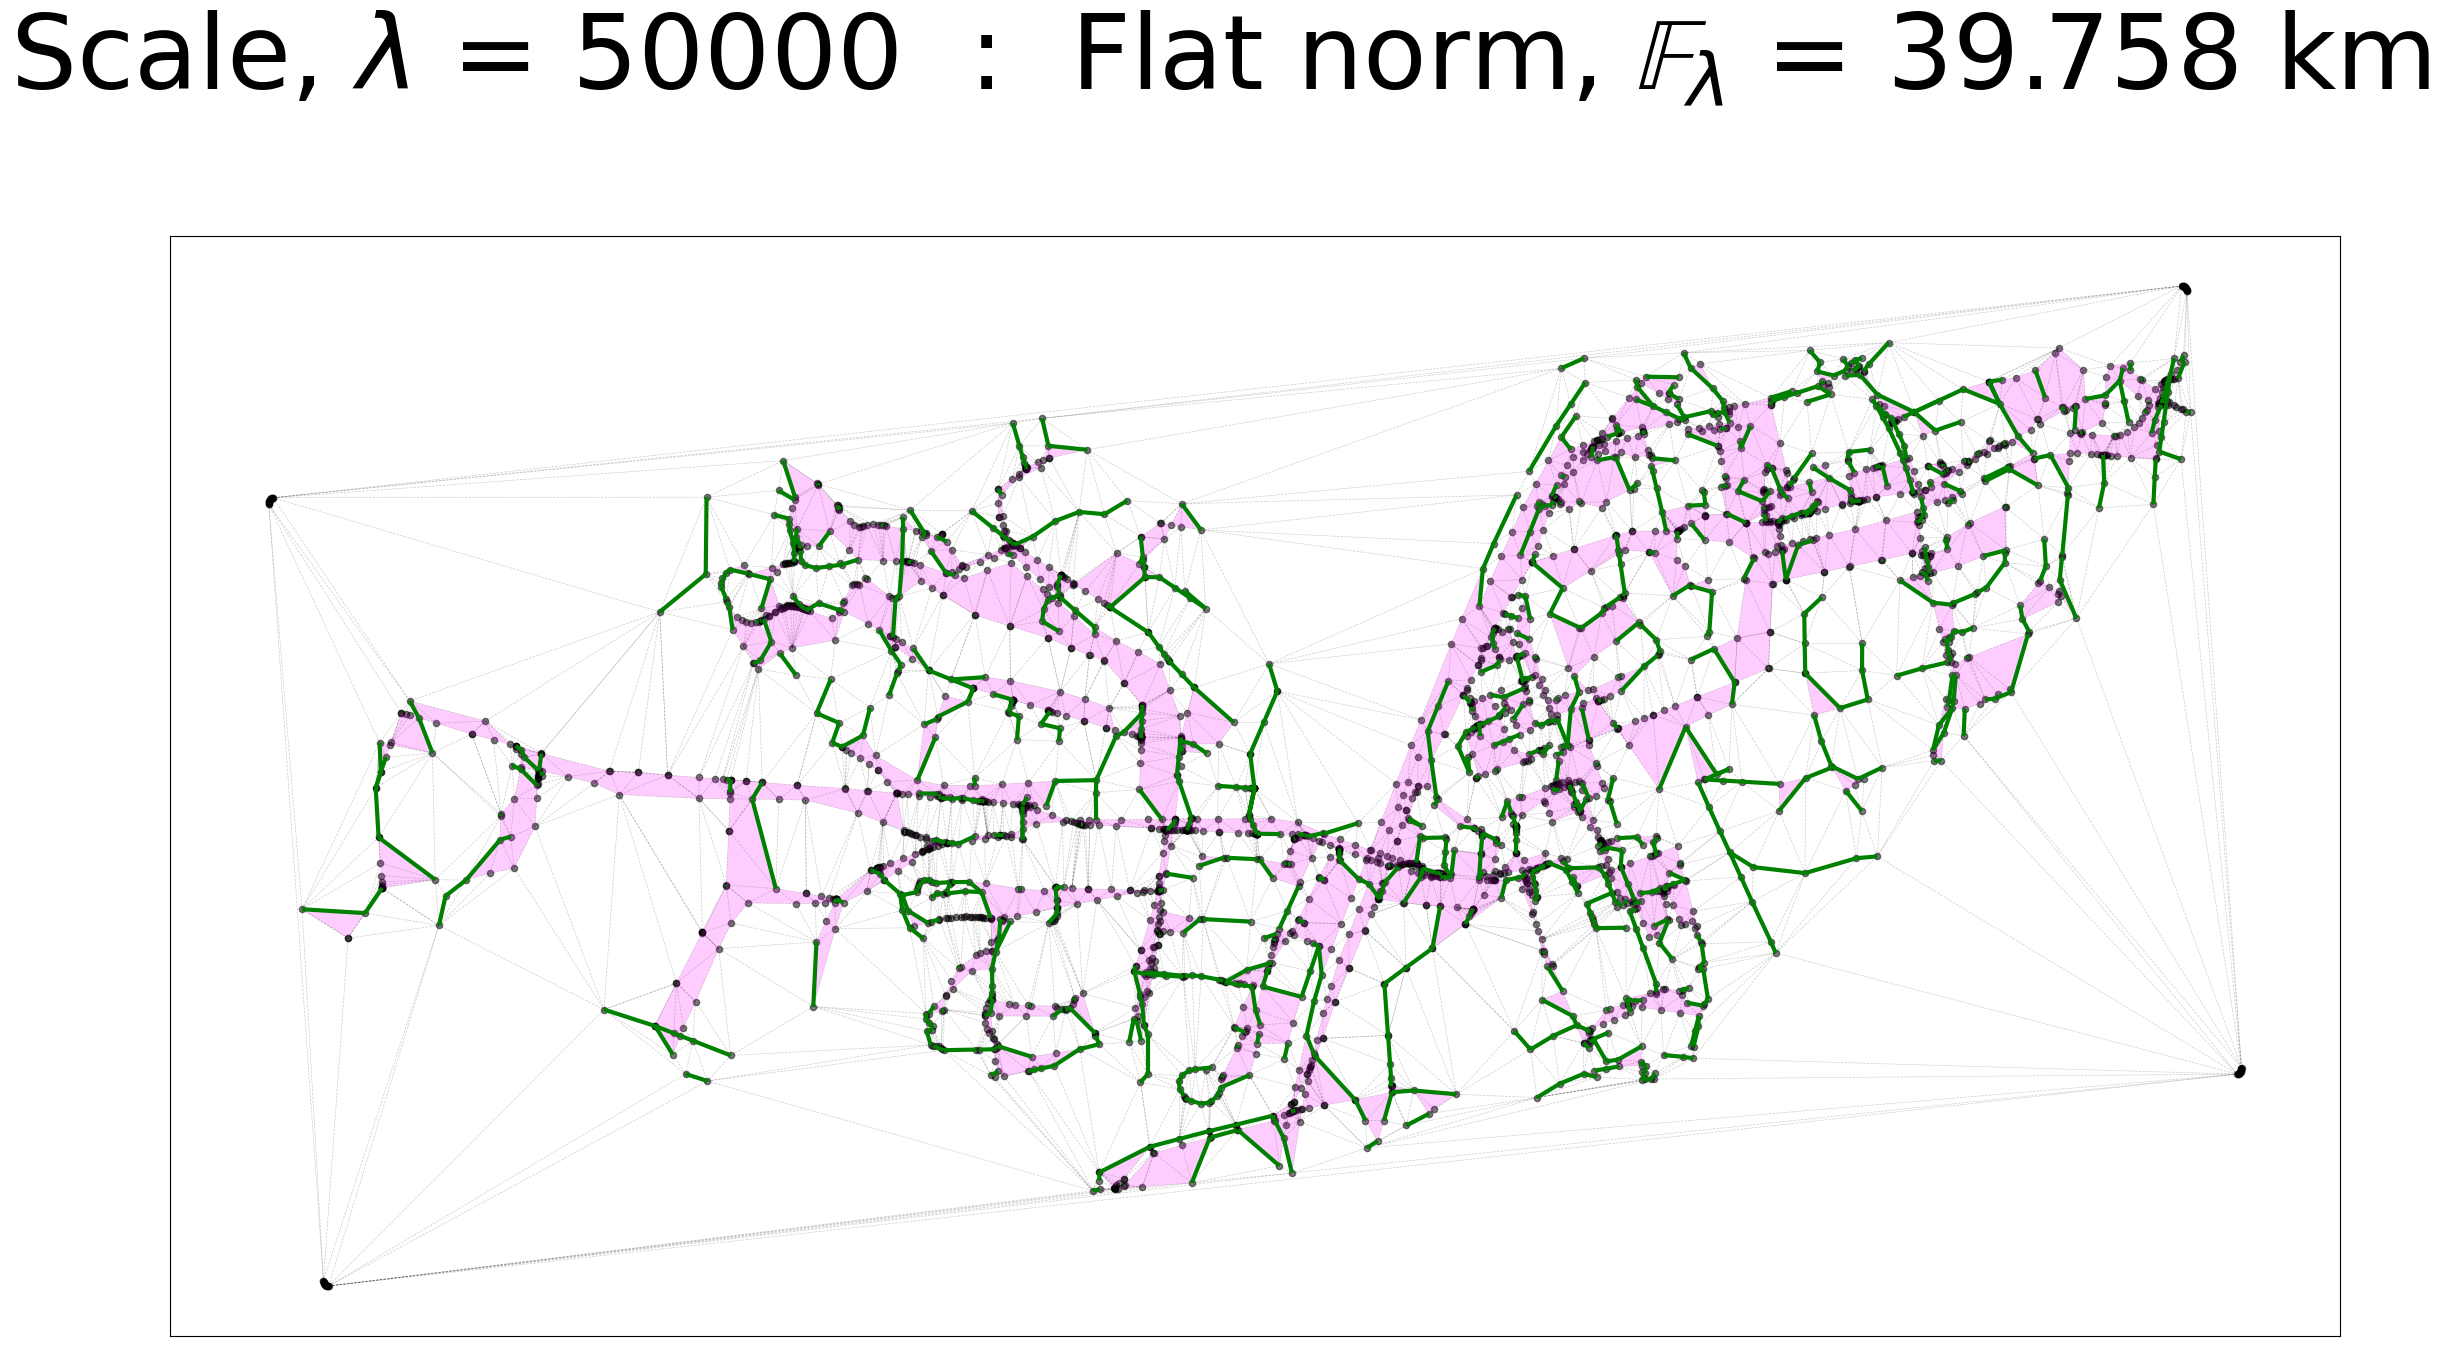 Scale, λ = 50000 : Flat norm, 𝔽λ = 39.758 km